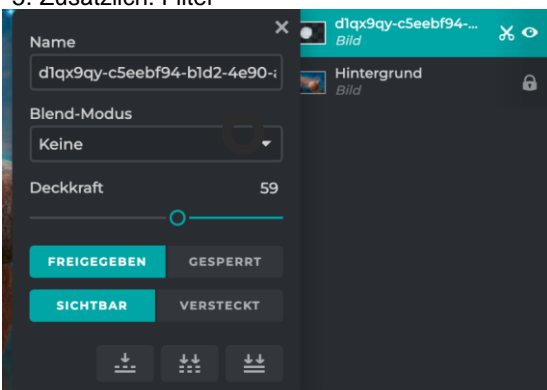 3. Zusätzlich: Filter
Name
d1qx9qy-c5eebf94-b1d2-4e90-a
Blend-Modus
Keine
Deckkraft 59
FREIGEGEBEN GESPERRT
SICHTBAR VERSTECKT
d1qx9qy-c5eebf94-...
Bild
Hintergrund
Bild